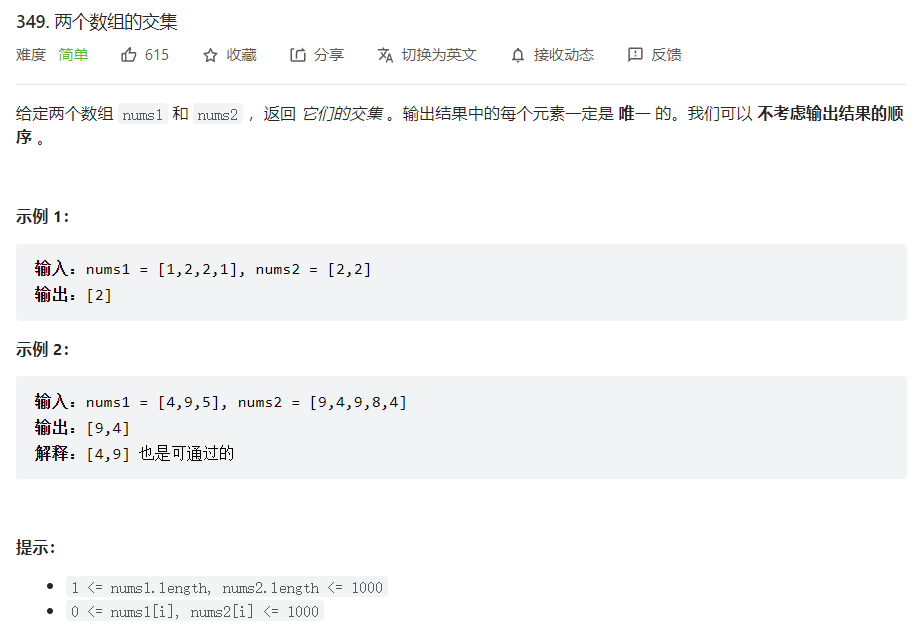 349. 两个数组的交集
难度 简单 615 收藏 分享 切换为英文 接收动态 反馈
给定两个数组 nums1 和 nums2 ，返回 它们的交集 。输出结果中的每个元素一定是 唯一 的。我们可以 不考虑输出结果的顺
序 。
示例 1：
输入：nums1 = [1,2,2,1], nums2 = [2,2]
输出：[2]
示例 2：
输入：nums1 = [4,9,5], nums2 = [9,4,9,8,4]
输出：[9,4]
解释：[4,9] 也是可通过的
提示：
1 <= nums1.length, nums2.length <= 1000
0 <= nums1[i], nums2[i] <= 1000